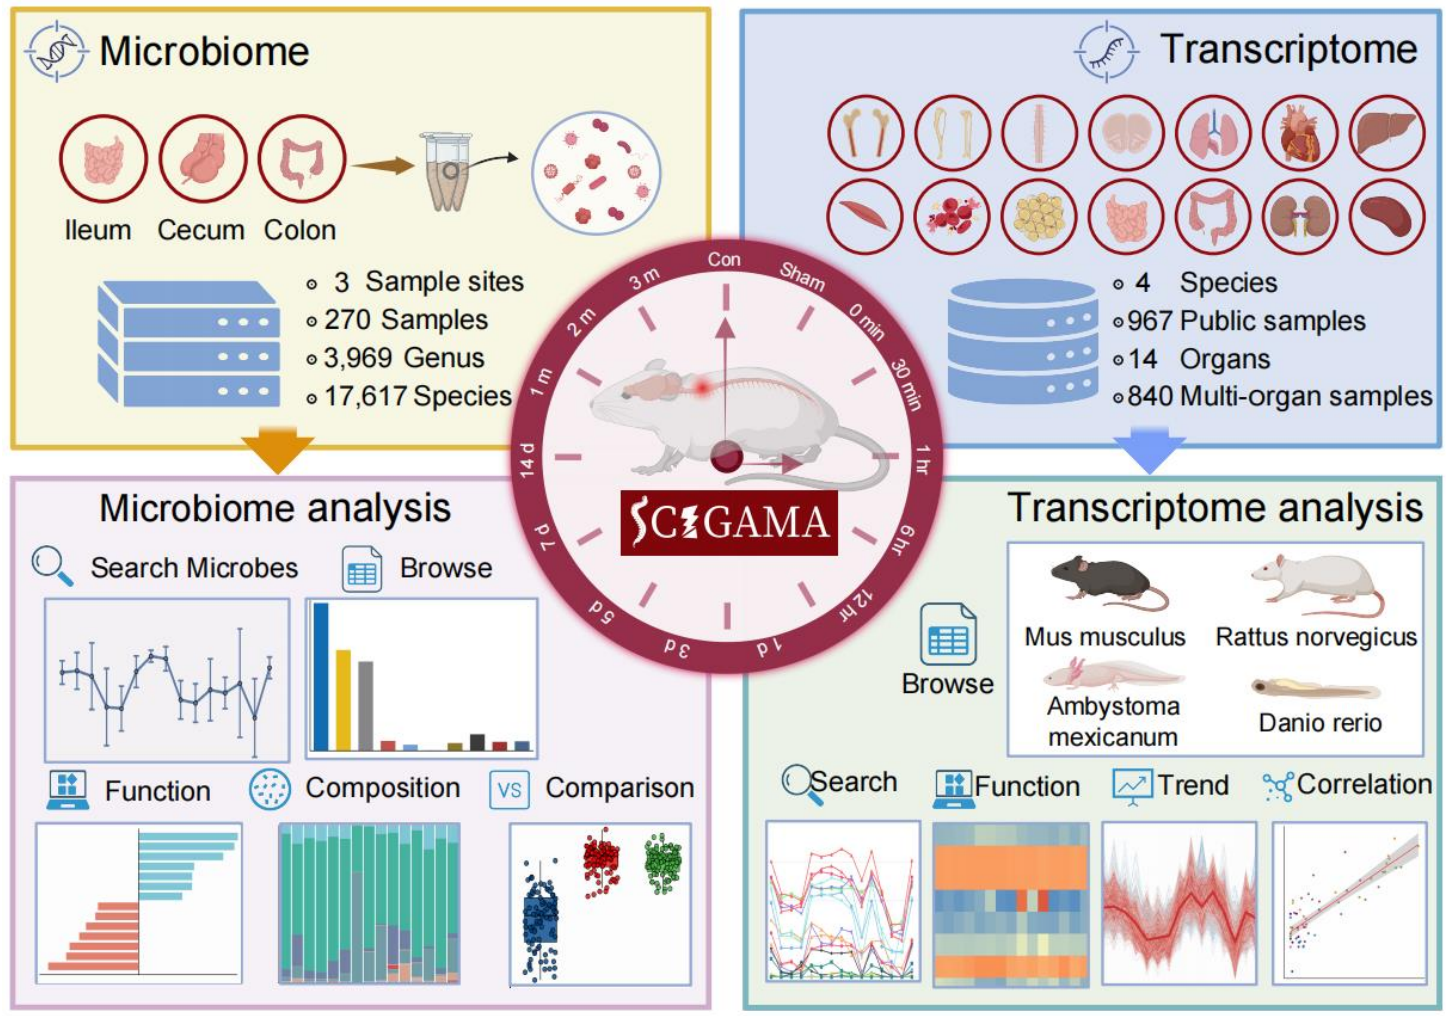 Microbiome
Ileum Cecum Colon
3 Sample sites
270 Samples
3,969 Genus
17,617 Species
Transcriptome
4 Species
967 Public samples
14 Organs
840 Multi-organ samples
Con
Sham
0 min
30 min
1 hr
6 hr
12 hr
1 d
3 d
5 d
7 d
14 d
1 m
2 m
3 m
SCIGAMA
Microbiome analysis
Search Microbes
Browse
Function
Composition
VS
Comparison
Transcriptome analysis
Browse
Mus musculus
Rattus norvegicus
Ambystoma
mexicanum
Danio rerio
Search
Function
Trend
Correlation